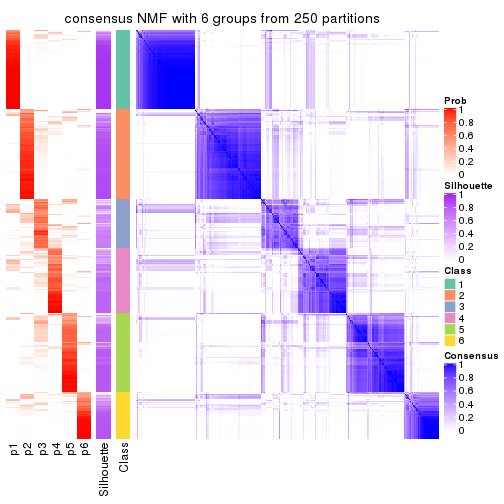 consensus NMF with 6 groups from 250 partitions
Prob
1
0.8
0.6
0.4
0.2
0
Silhouette
1
0.8
0.6
0.4
0.2
0
Class
1
2
3
4
5
6
Consensus
1
0.8
0.6
0.4
0.2
0
p1
p2
p3
p4
p5
p6
Silhouette
Class